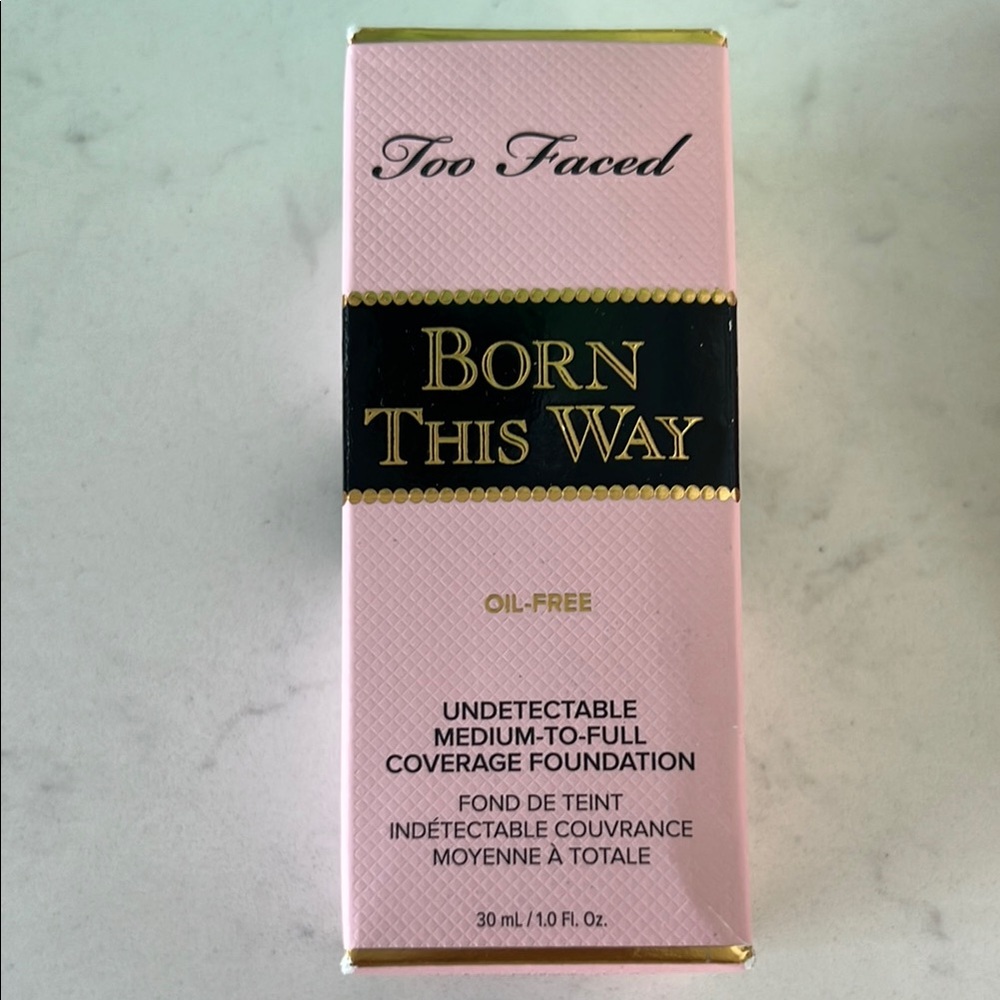 Too Faced
BORN
THIS WAY
OIL-FREE
UNDETECTABLE
MEDIUM-TO-FULL
COVERAGE FOUNDATION
FOND DE TEINT
INDÉTECTABLE COUVRANCE
MOYENNE À TOTALE
30 mL / 1.0 Fl. Oz.